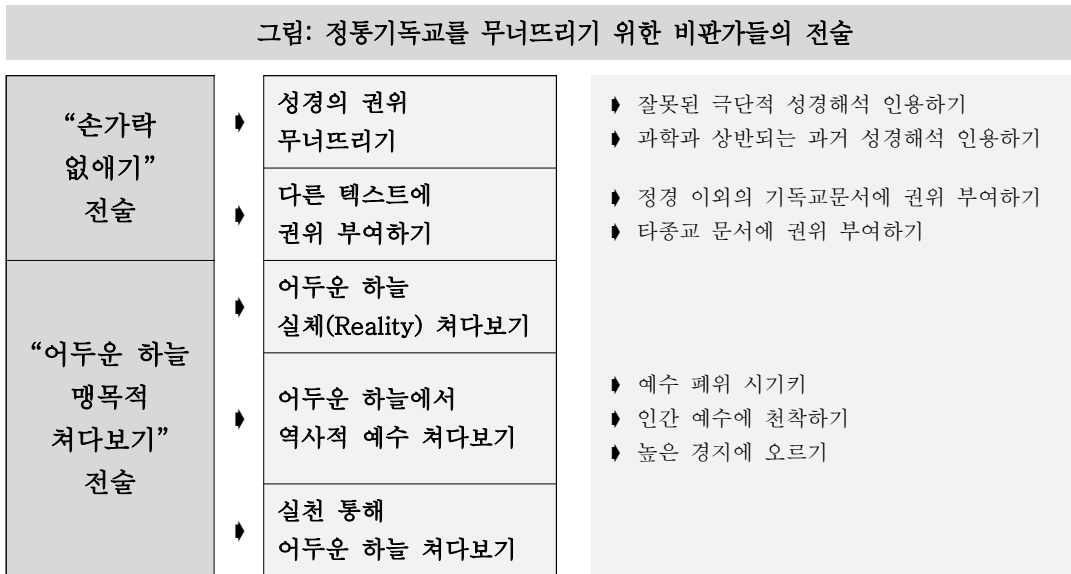 그림: 정통기독교를 무너뜨리기 위한 비판가들의 전술
“손가락
없애기”
전술
성경의 권위
무너뜨리기
➧ 잘못된 극단적 성경해석 인용하기
➧ 과학과 상반되는 과거 성경해석 인용하기
다른 텍스트에
권위 부여하기
➧ 정경 이외의 기독교문서에 권위 부여하기
➧ 타종교 문서에 권위 부여하기
“어두운 하늘
맹목적
쳐다보기”
전술
어두운 하늘
실체(Reality) 쳐다보기
어두운 하늘에서
역사적 예수 쳐다보기
➧ 예수 폐위 시기키
➧ 인간 예수에 천착하기
➧ 높은 경지에 오르기
실천 통해
어두운 하늘 쳐다보기